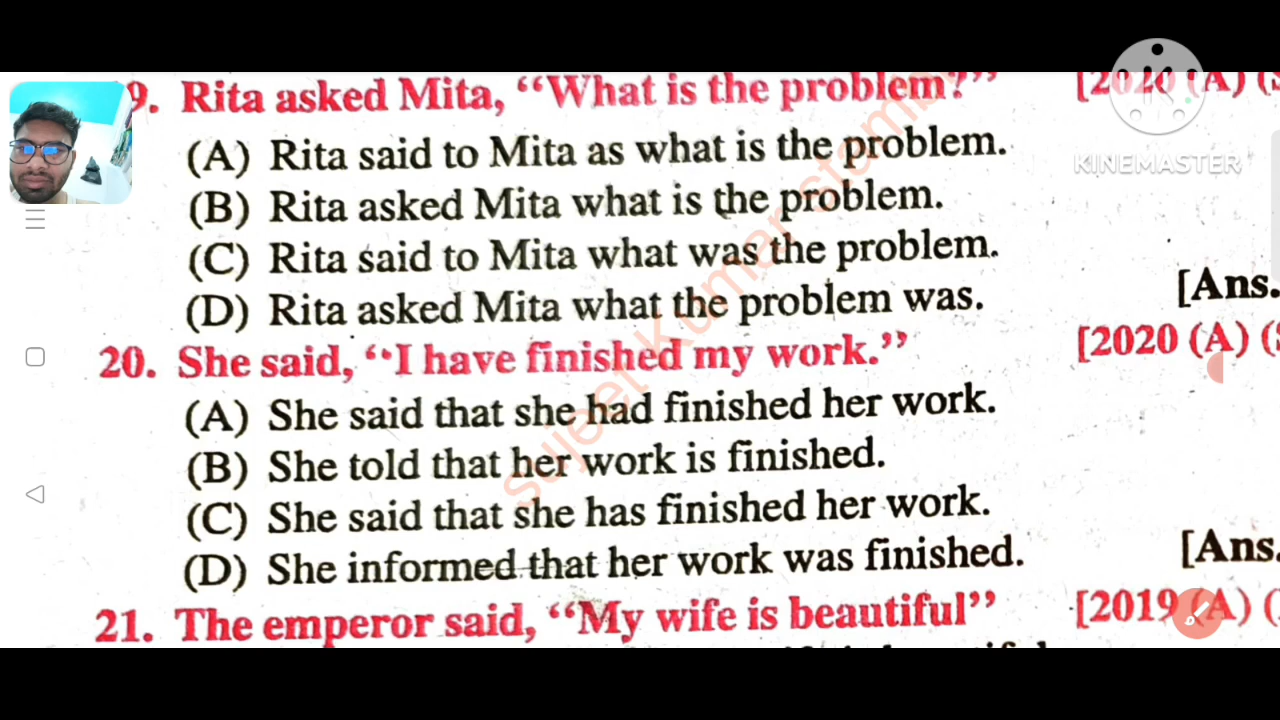 9. Rita asked Mita, “What is the problem?” [2020 (A)
KINEMASTER
(A) Rita said to Mita as what is the problem.
(B) Rita asked Mita what is the problem.
(C) Rita said to Mita what was the problem.
(D) Rita asked Mita what the problem was. [Ans.
20. She said, “I have finished my work.” [2020 (A) (
(A) She said that she had finished her work.
(B) She told that her work is finished.
(C) She said that she has finished her work.
(D) She informed that her work was finished. [Ans.
21. The emperor said, “My wife is beautiful” [2019 (A) (
Sujeet Kumar